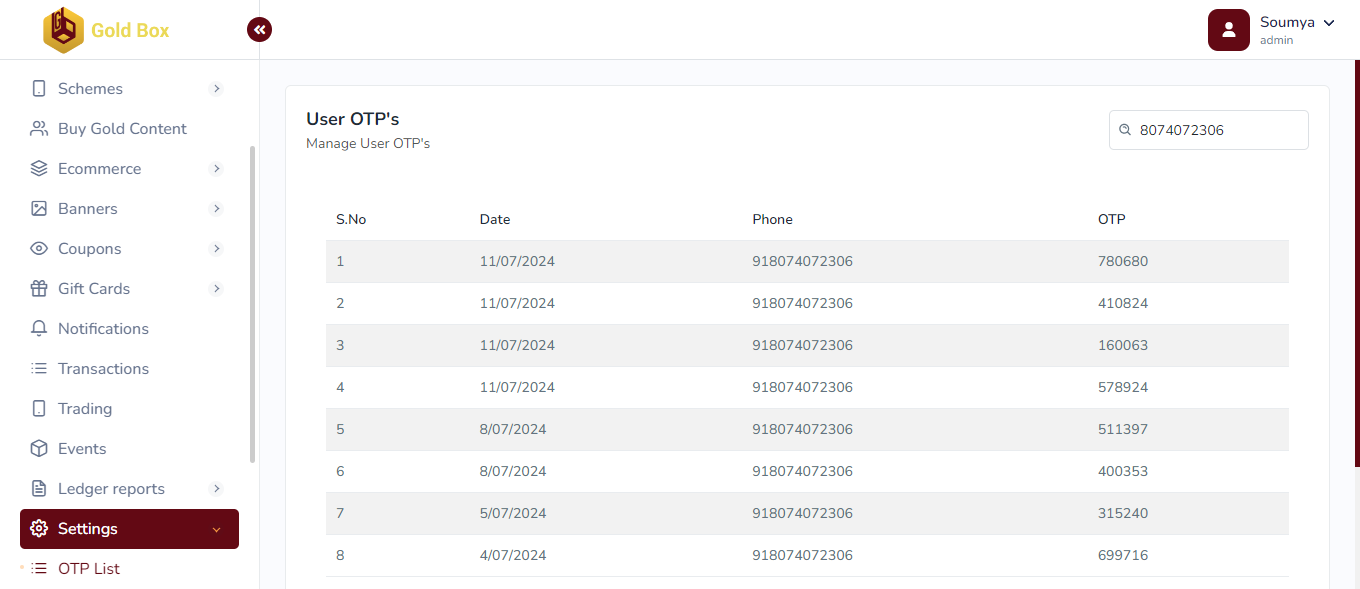 Gold Box
Soumya
admin
Schemes
Buy Gold Content
Ecommerce
Banners
Coupons
Gift Cards
Notifications
Transactions
Trading
Events
Ledger reports
Settings
OTP List
User OTP's
Manage User OTP's
8074072306
S.No Date Phone OTP
1 11/07/2024 918074072306 780680
2 11/07/2024 918074072306 410824
3 11/07/2024 918074072306 160063
4 11/07/2024 918074072306 578924
5 8/07/2024 918074072306 511397
6 8/07/2024 918074072306 400353
7 5/07/2024 918074072306 315240
8 4/07/2024 918074072306 699716